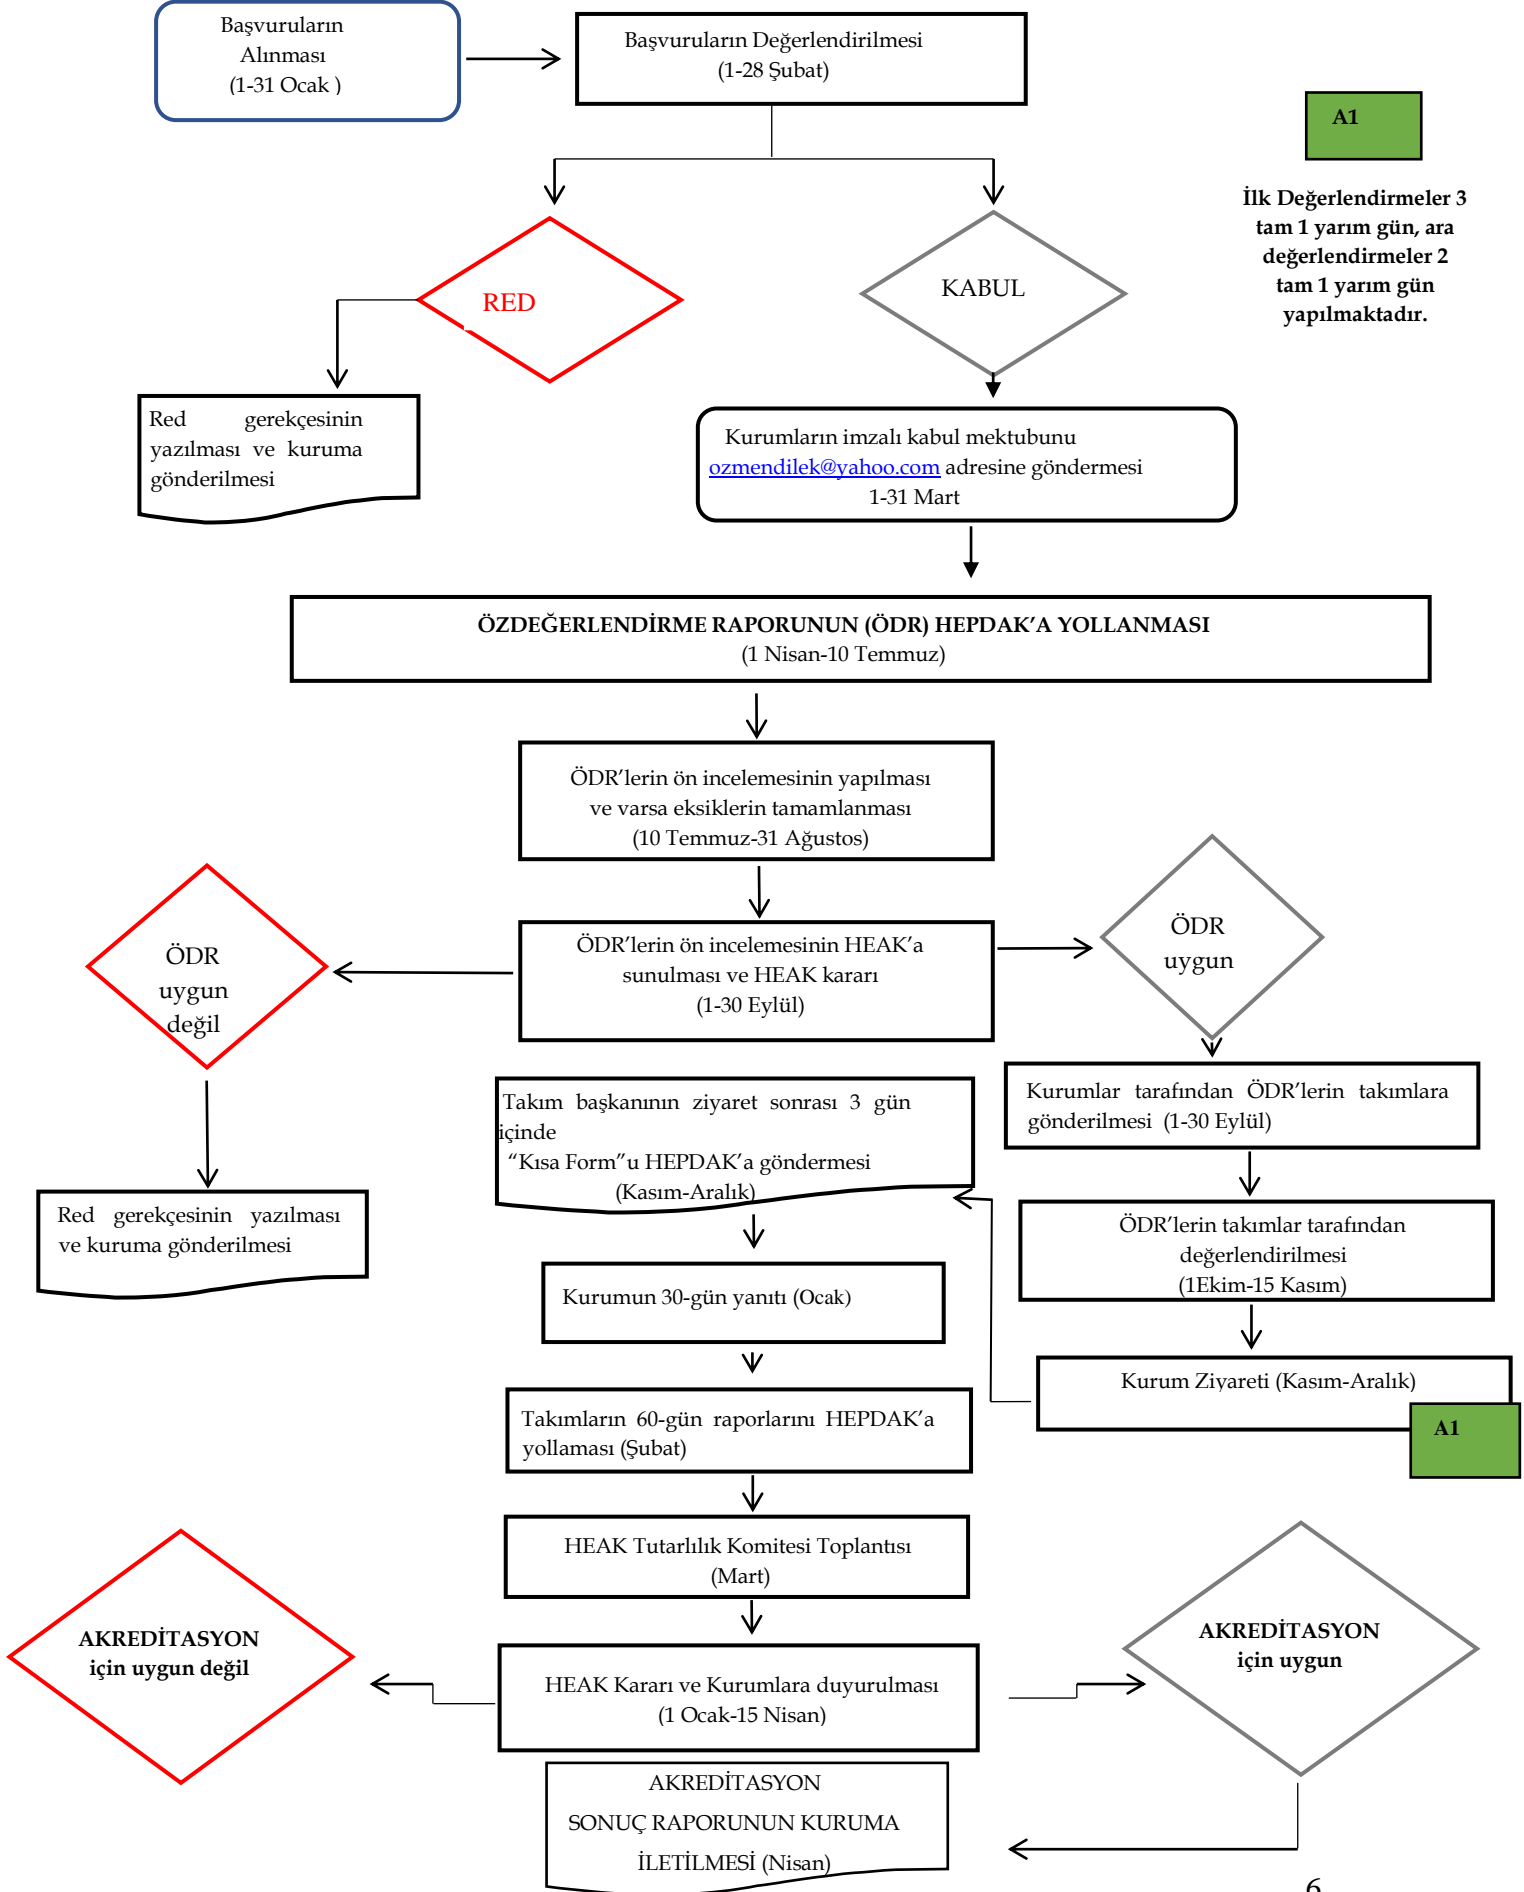 Başvuruların
Alınması
(1-31 Ocak )
Başvuruların Değerlendirilmesi
(1-28 Şubat)
A1
İlk Değerlendirmeler 3
tam 1 yarım gün, ara
değerlendirmeler 2
tam 1 yarım gün
yapılmaktadır.
RED
KABUL
Red gerekçesinin
yazılması ve kuruma
gönderilmesi
Kurumların imzalı kabul mektubunu
ozmendilek@yahoo.com adresine göndermesi
1-31 Mart
ÖZDEĞERLENDİRME RAPORUNUN (ÖDR) HEPDAK’A YOLLANMASI
(1 Nisan-10 Temmuz)
ÖDR’lerin ön incelemesinin yapılması
ve varsa eksiklerin tamamlanması
(10 Temmuz-31 Ağustos)
ÖDR’lerin ön incelemesinin HEAK’a
sunulması ve HEAK kararı
(1-30 Eylül)
ÖDR
uygun
değil
ÖDR
uygun
Red gerekçesinin yazılması
ve kuruma gönderilmesi
Kurumlar tarafından ÖDR’lerin takımlara
gönderilmesi (1-30 Eylül)
ÖDR’lerin takımlar tarafından
değerlendirilmesi
(1Ekim-15 Kasım)
Kurum Ziyareti (Kasım-Aralık)
A1
Takım başkanının ziyaret sonrası 3 gün
içinde
“Kısa Form”u HEPDAK’a göndermesi
(Kasım-Aralık)
Kurumun 30-gün yanıtı (Ocak)
Takımların 60-gün raporlarını HEPDAK’a
yollaması (Şubat)
HEAK Tutarlılık Komitesi Toplantısı
(Mart)
HEAK Kararı ve Kurumlara duyurulması
(1 Ocak-15 Nisan)
AKREDİTASYON
için uygun değil
AKREDİTASYON
için uygun
AKREDİTASYON
SONUÇ RAPORUNUN KURUMA
İLETİLMESİ (Nisan)
6